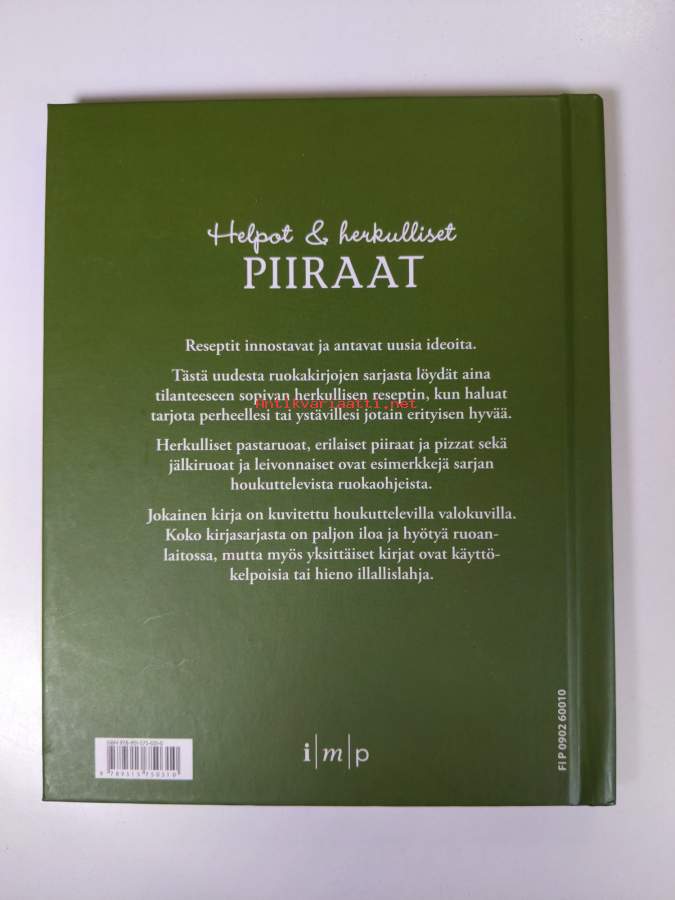 Helpot & herkulliset
PIIRAAT
Reseptit innostavat ja antavat uusia ideoita.
Tästä uudesta ruokakirjojen sarjasta löydät aina
tilanteeseen sopivan herkullisen reseptin, kun haluat
antikvariaatti.net
tarjota perheellesi tai ystävillesi jotain erityisen hyvää.
Herkulliset pastaruoat, erilaiset piiraat ja pizzat sekä
jälkiruoat ja leivonnaiset ovat esimerkkejä sarjan
houkuttelevista ruokaohjeista.
Jokainen kirja on kuvitettu houkuttelevilla valokuvilla.
Koko kirjasarjasta on paljon iloa ja hyötyä ruoan-
laitossa, mutta myös yksittäiset kirjat ovat käyttö-
kelpoisia tai hieno illallislahja.
i|m|p
FI P 0902 60010